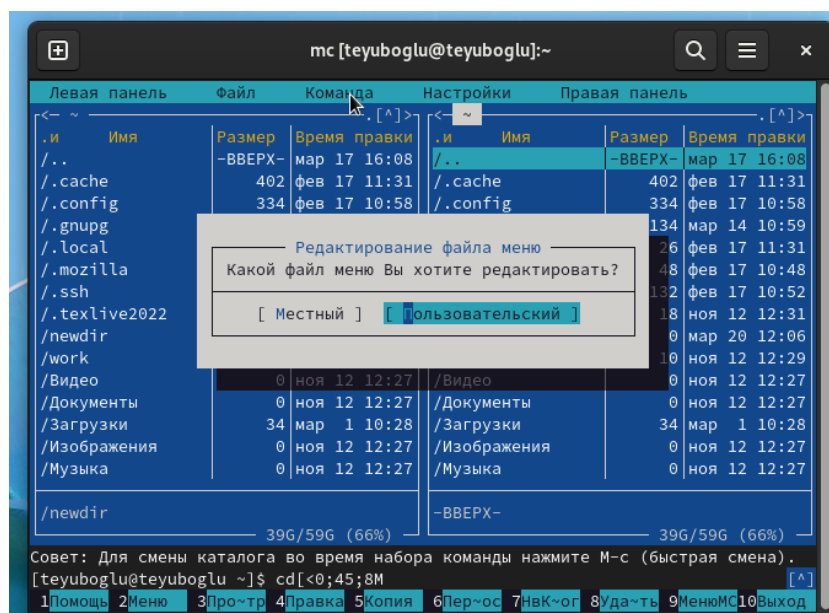 mc [teyuboglu@teyuboglu]:~
Левая панель Файл Команда Настройки Правая панель
<— ~ .[^]> <— ~ .[^]>
.и Имя Размер Время правки .и Имя Размер Время правки
/.. -ВВЕРХ- мар 17 16:08 /.. -ВВЕРХ- мар 17 16:08
/.cache 402 фев 17 11:31 /.cache 402 фев 17 11:31
/.config 334 фев 17 10:58 /.config 334 фев 17 10:58
/.gnupg 134 мар 14 10:59
/.local Редактирование файла меню 26 фев 17 11:31
/.mozilla Какой файл меню Вы хотите редактировать? 48 фев 17 10:48
/.ssh 132 фев 17 10:52
/.texlive2022 [ Местный ] [ Пользовательский ] 18 ноя 12 12:31
/newdir 0 мар 20 12:06
/work 10 ноя 12 12:29
/Видео 0 ноя 12 12:27 /Видео 0 ноя 12 12:27
/Документы 0 ноя 12 12:27 /Документы 0 ноя 12 12:27
/Загрузки 34 мар 1 10:28 /Загрузки 34 мар 1 10:28
/Изображения 0 ноя 12 12:27 /Изображения 0 ноя 12 12:27
/Музыка 0 ноя 12 12:27 /Музыка 0 ноя 12 12:27
/newdir -ВВЕРХ-
39G/59G (66%) 39G/59G (66%)
Совет: Для смены каталога во время набора команды нажмите M-c (быстрая смена).
[teyuboglu@teyuboglu ~]$ cd[<0;45;8M [^]
1Помощь 2Меню 3Про~тр 4Правка 5Копия 6Пер~ос 7НвК~ог 8Уда~ть 9МенюMC 10Выход